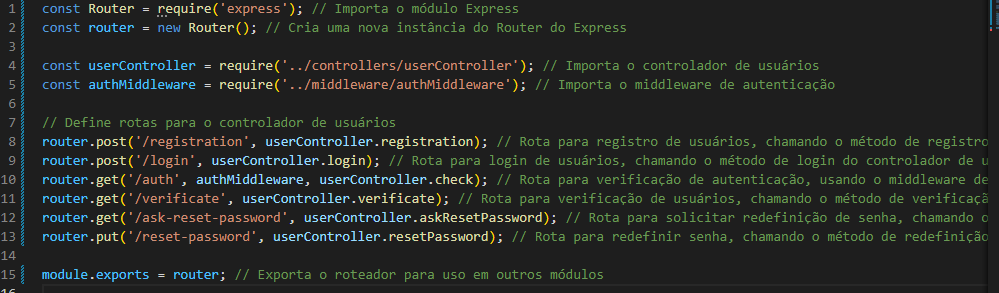 1 const Router = require('express'); // Importa o módulo Express
2 const router = new Router(); // Cria uma nova instância do Router do Express
3
4 const userController = require('../controllers/userController'); // Importa o controlador de usuários
5 const authMiddleware = require('../middleware/authMiddleware'); // Importa o middleware de autenticação
6
7 // Define rotas para o controlador de usuários
8 router.post('/registration', userController.registration); // Rota para registro de usuários, chamando o método de registro
9 router.post('/login', userController.login); // Rota para login de usuários, chamando o método de login do controlador de u
10 router.get('/auth', authMiddleware, userController.check); // Rota para verificação de autenticação, usando o middleware de
11 router.get('/verificate', userController.verificate); // Rota para verificação de usuários, chamando o método de verificaçã
12 router.get('/ask-reset-password', userController.askResetPassword); // Rota para solicitar redefinição de senha, chamando o
13 router.put('/reset-password', userController.resetPassword); // Rota para redefinir senha, chamando o método de redefinição
14
15 module.exports = router; // Exporta o roteador para uso em outros módulos
16